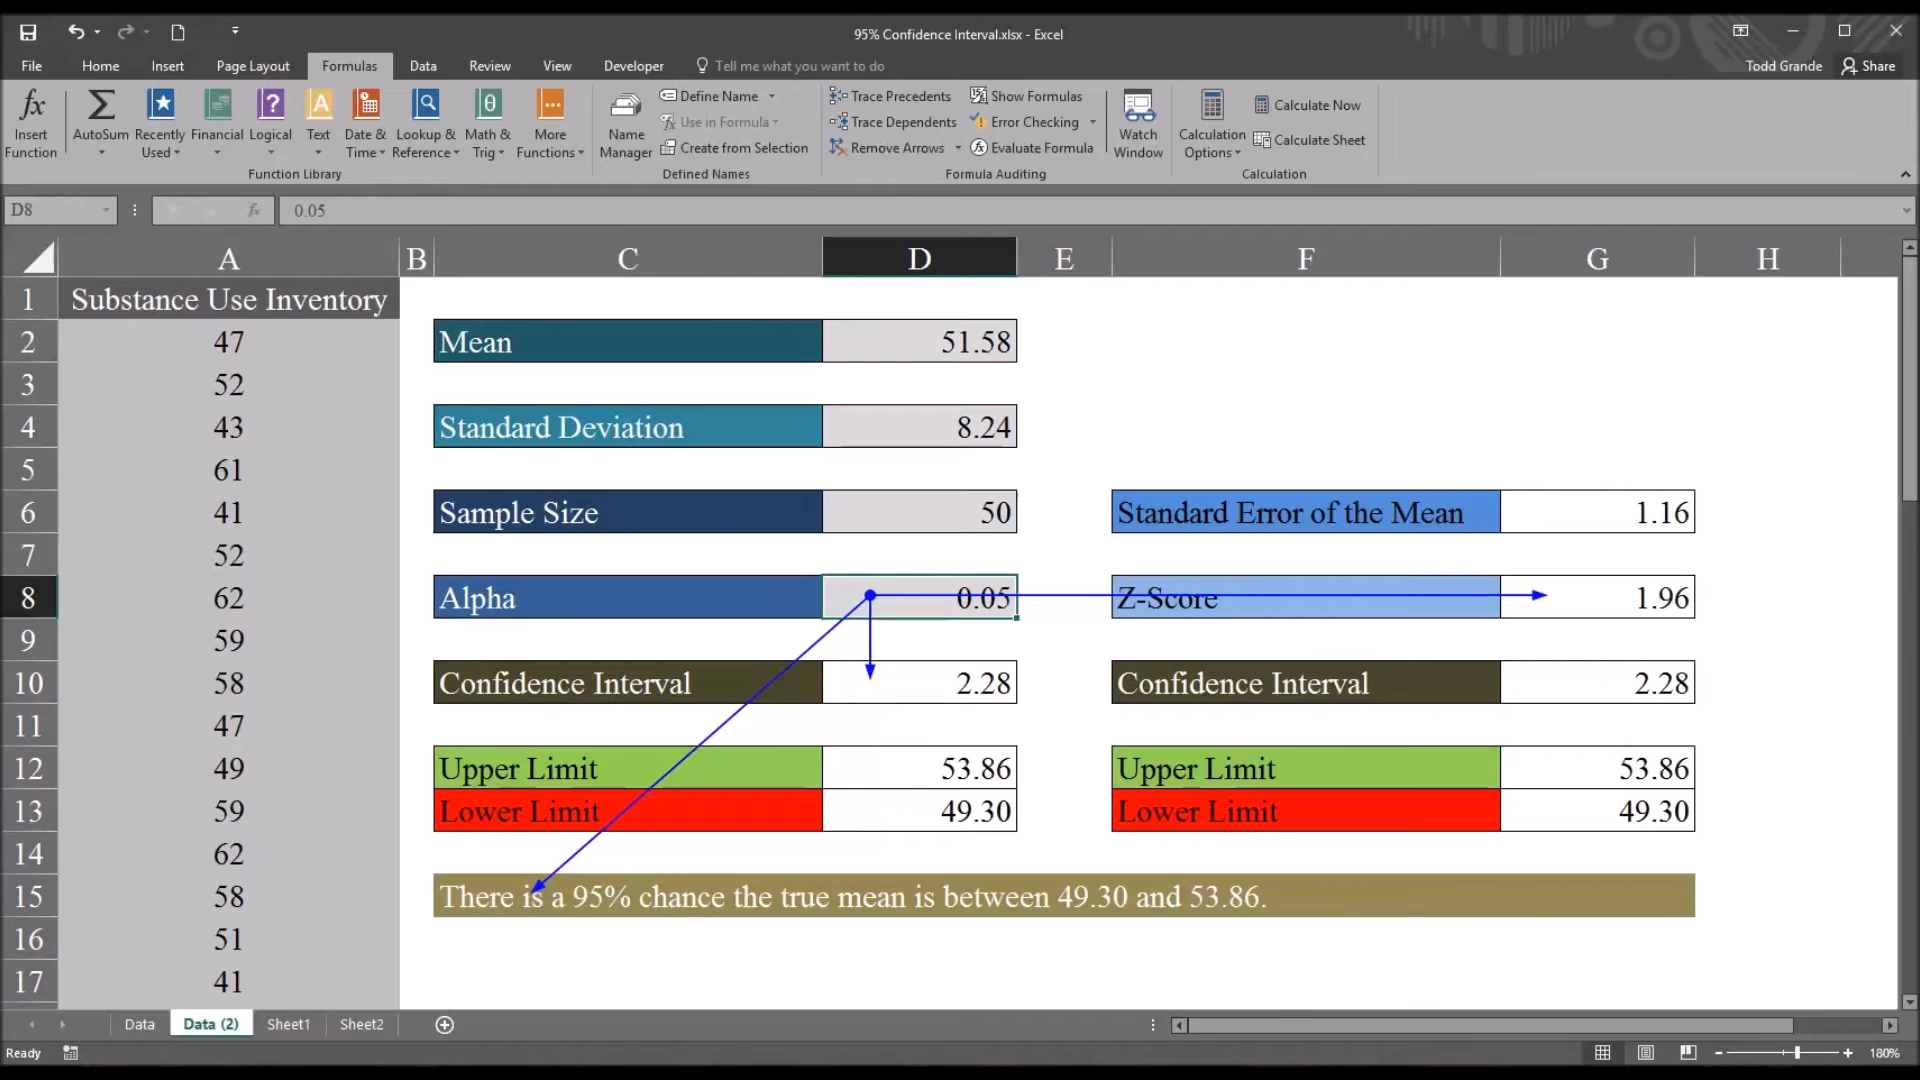 95% Confidence Interval.xlsx - Excel
File Home Insert Page Layout Formulas Data Review View Developer Tell me what you want to do Todd Grande Share
fx Σ ? A θ
Insert Function
AutoSum
Recently Used
Financial
Logical
Text
Date & Time
Lookup & Reference
Math & Trig
More Functions
Function Library
Name Manager
Define Name
Use in Formula
Create from Selection
Defined Names
Trace Precedents
Trace Dependents
Remove Arrows
Show Formulas
Error Checking
Evaluate Formula
Formula Auditing
Watch Window
Calculation Options
Calculate Now
Calculate Sheet
Calculation
D8 fx 0.05
A B C D E F G H
1 Substance Use Inventory
2 47 Mean 51.58
3 52
4 43 Standard Deviation 8.24
5 61
6 41 Sample Size 50 Standard Error of the Mean 1.16
7 52
8 62 Alpha 0.05 Z-Score 1.96
9 59
10 58 Confidence Interval 2.28 Confidence Interval 2.28
11 47
12 49 Upper Limit 53.86 Upper Limit 53.86
13 59 Lower Limit 49.30 Lower Limit 49.30
14 62
15 58 There is a 95% chance the true mean is between 49.30 and 53.86.
16 51
17 41
Data Data (2) Sheet1 Sheet2
Ready 180%